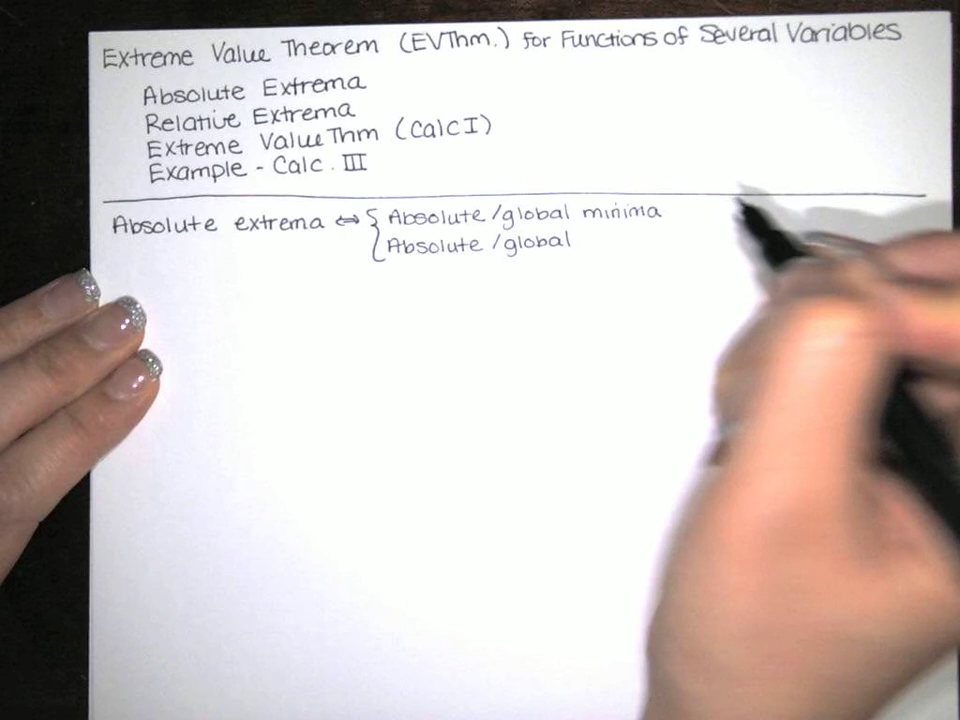 Extreme Value Theorem (EVThm.) for Functions of Several Variables
Absolute Extrema
Relative Extrema
Extreme Value Thm (Calc I)
Example - Calc. III
Absolute extrema ⇔ { Absolute/global minima
Absolute/global